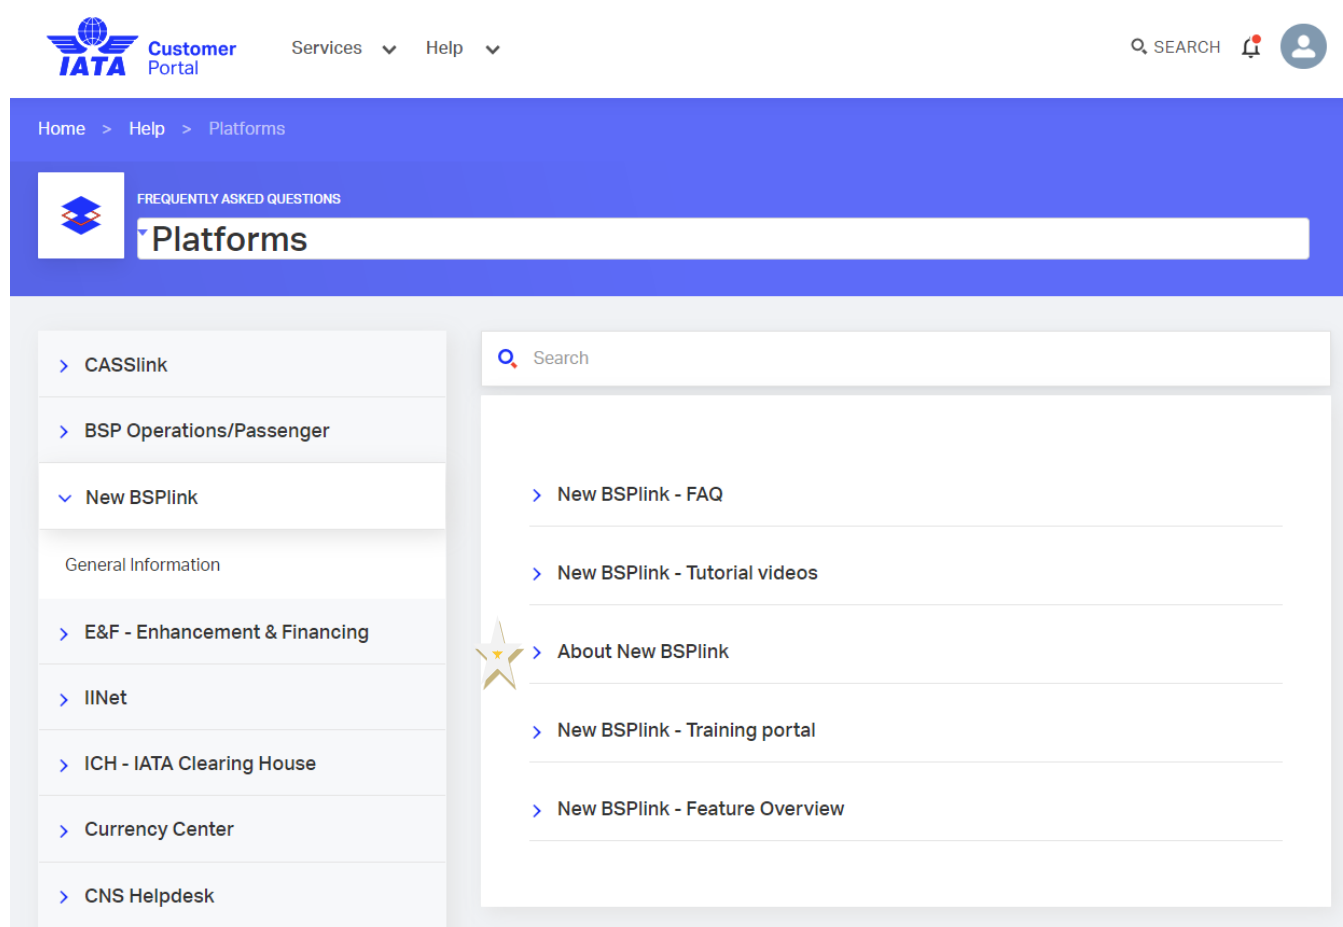 IATA
Customer
Portal
Services
Help
SEARCH
Home > Help > Platforms
FREQUENTLY ASKED QUESTIONS
Platforms
CASSlink
BSP Operations/Passenger
New BSPlink
General Information
E&F - Enhancement & Financing
IINet
ICH - IATA Clearing House
Currency Center
CNS Helpdesk
Search
New BSPlink - FAQ
New BSPlink - Tutorial videos
About New BSPlink
New BSPlink - Training portal
New BSPlink - Feature Overview